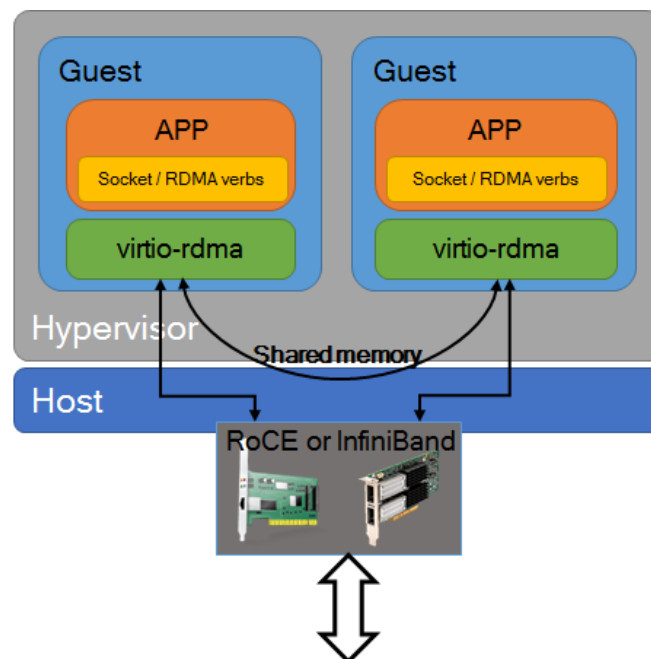 Guest
Guest
APP
APP
Socket / RDMA verbs
Socket / RDMA verbs
virtio-rdma
virtio-rdma
Hypervisor
Shared memory
Host
RoCE or InfiniBand